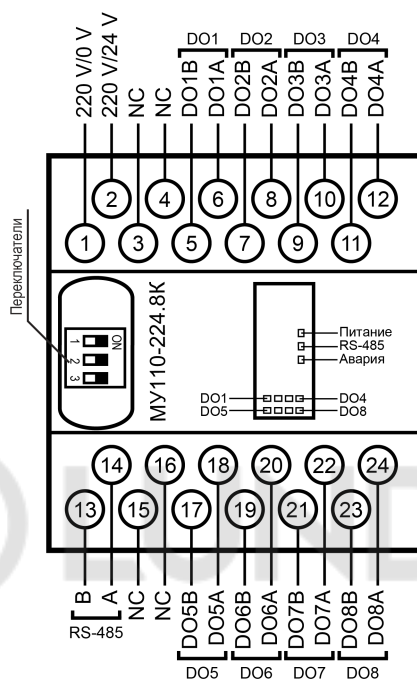 DO1 DO2 DO3 DO4
220 V/0 V
220 V/24 V
NC
NC
DO1B
DO1A
DO2B
DO2A
DO3B
DO3A
DO4B
DO4A
2 4 6 8 10 12
1 3 5 7 9 11
Переключатели
ON
1
2
3
МУ110-224.8К
Питание
RS-485
Авария
DO1 DO4
DO5 DO8
14 16 18 20 22 24
13 15 17 19 21 23
B
A
NC
NC
DO5B
DO5A
DO6B
DO6A
DO7B
DO7A
DO8B
DO8A
RS-485
DO5 DO6 DO7 DO8
LUND